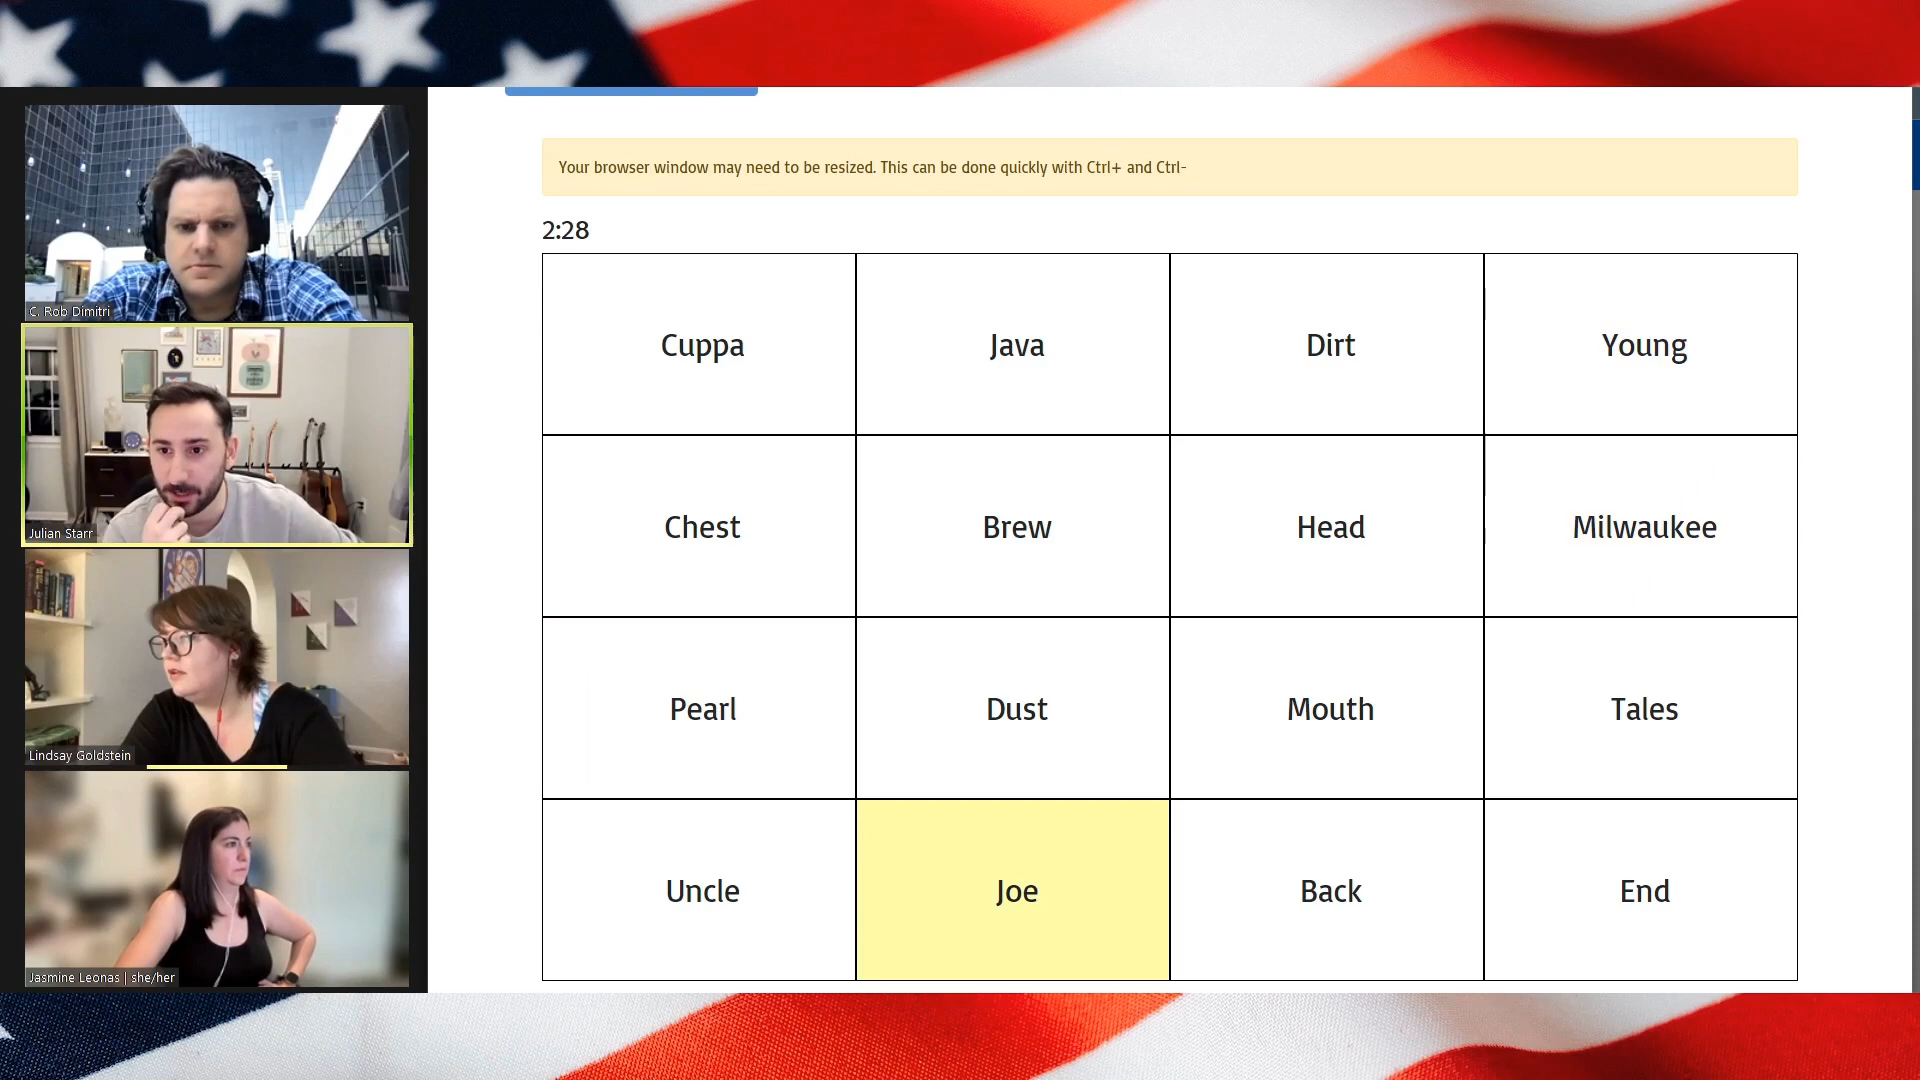 Your browser window may need to be resized. This can be done quickly with Ctrl+ and Ctrl-
2:28
Cuppa Java Dirt Young
Chest Brew Head Milwaukee
Pearl Dust Mouth Tales
Uncle Joe Back End
C. Rob Dimitri
Julian Starr
Lindsay Goldstein
Jasmine Leonas | she/her